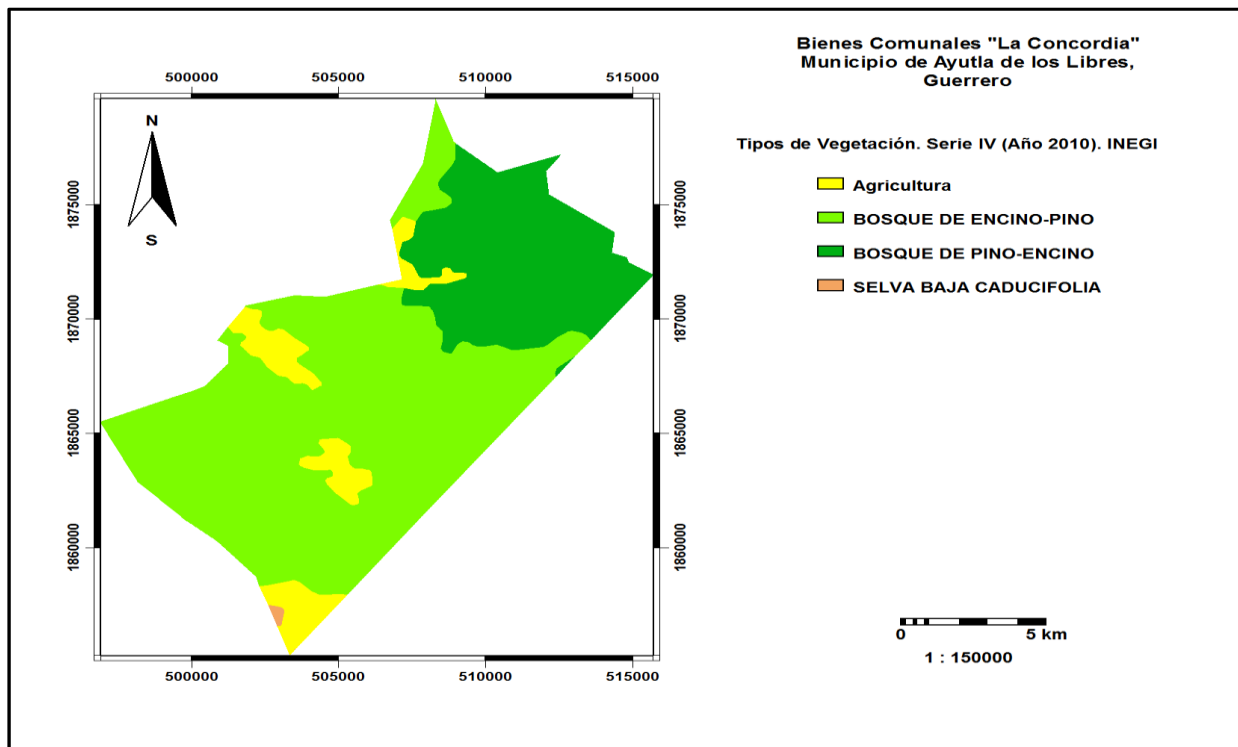 Bienes Comunales "La Concordia"
Municipio de Ayutla de los Libres,
Guerrero
Tipos de Vegetación. Serie IV (Año 2010). INEGI
Agricultura
BOSQUE DE ENCINO-PINO
BOSQUE DE PINO-ENCINO
SELVA BAJA CADUCIFOLIA
500000 505000 510000 515000
N
S
1875000 1875000
1870000 1870000
1865000 1865000
1860000 1860000
500000 505000 510000 515000
0 5 km
1 : 150000